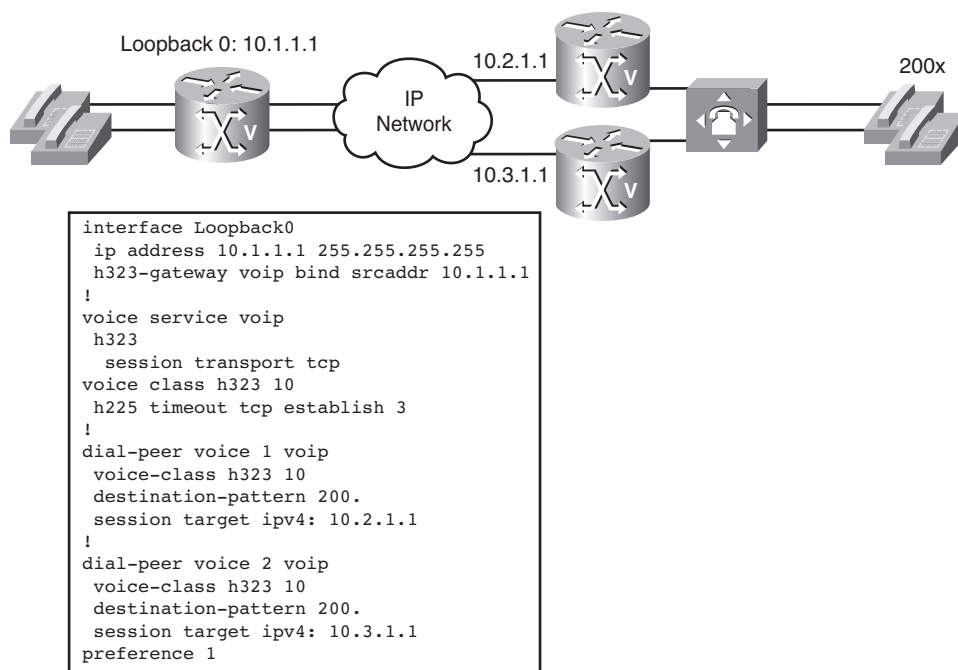 Loopback 0: 10.1.1.1
10.2.1.1
200x
V
V
IP
Network
10.3.1.1
V
interface Loopback0
 ip address 10.1.1.1 255.255.255.255
 h323-gateway voip bind srcaddr 10.1.1.1
!
voice service voip
 h323
  session transport tcp
voice class h323 10
 h225 timeout tcp establish 3
!
dial-peer voice 1 voip
 voice-class h323 10
 destination-pattern 200.
 session target ipv4: 10.2.1.1
!
dial-peer voice 2 voip
 voice-class h323 10
 destination-pattern 200.
 session target ipv4: 10.3.1.1
preference 1